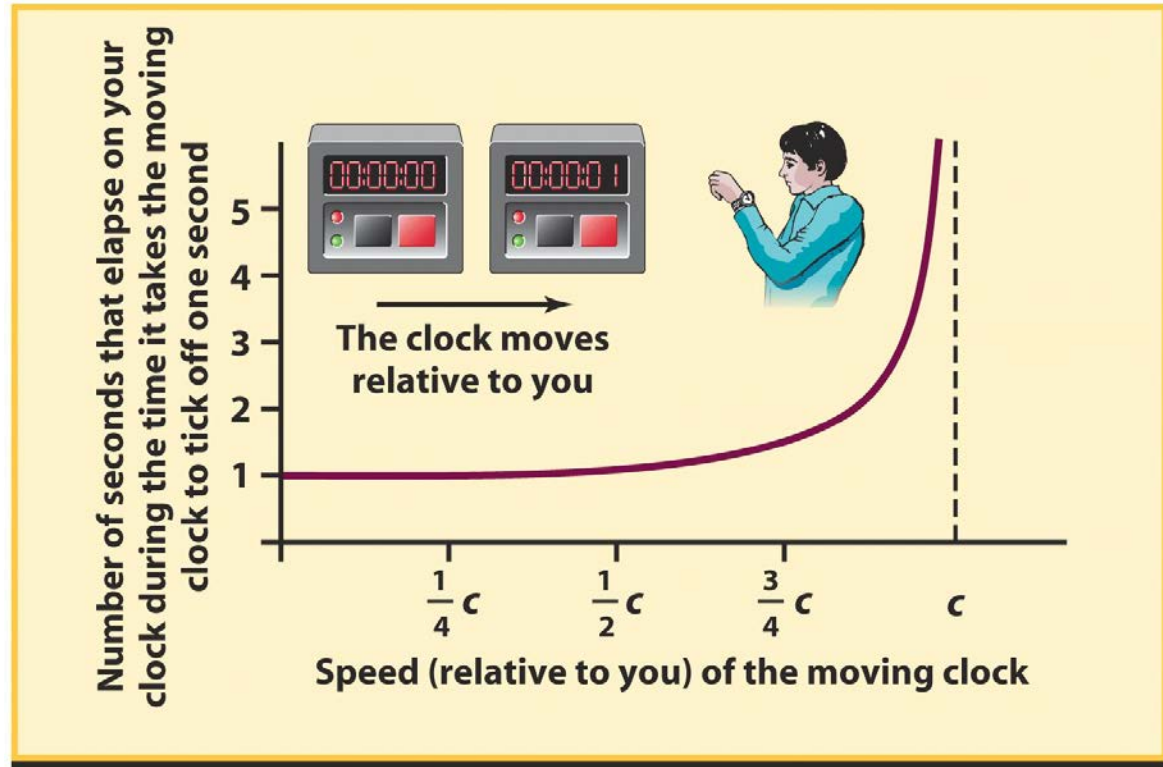 Number of seconds that elapse on your
clock during the time it takes the moving
clock to tick off one second
00:00:00
00:00:01
The clock moves
relative to you
5
4
3
2
1
1/4 c
1/2 c
3/4 c
c
Speed (relative to you) of the moving clock